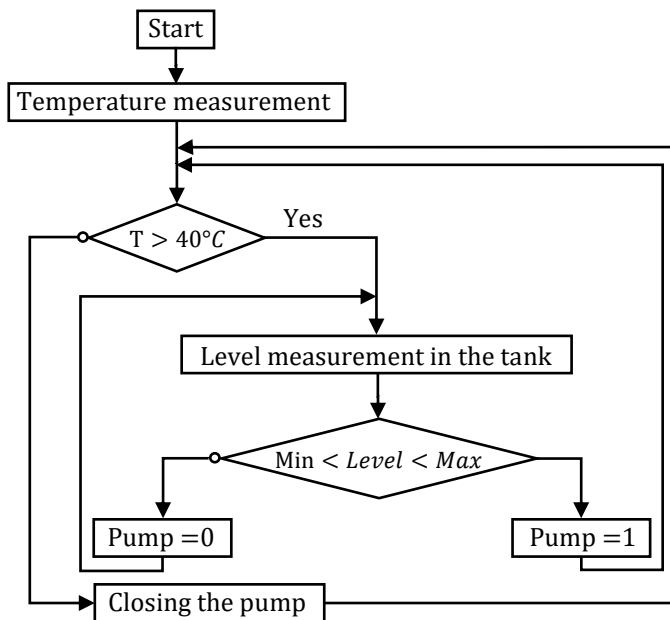 Start
Temperature measurement
T > 40°C
Yes
Level measurement in the tank
Min < Level < Max
Pump =0
Pump =1
Closing the pump